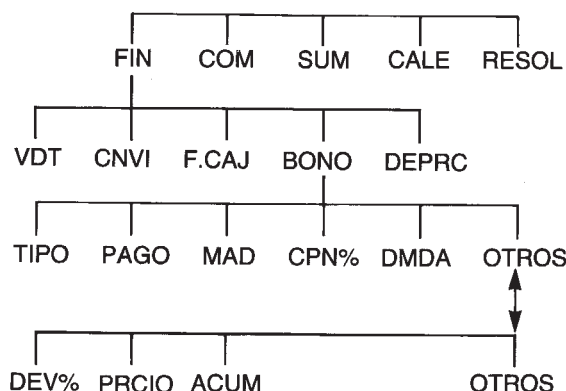 FIN COM SUM CALE RESOL
VDT CNVI F.CAJ BONO DEPRC
TIPO PAGO MAD CPN% DMDA OTROS
DEV% PRCIO ACUM OTROS